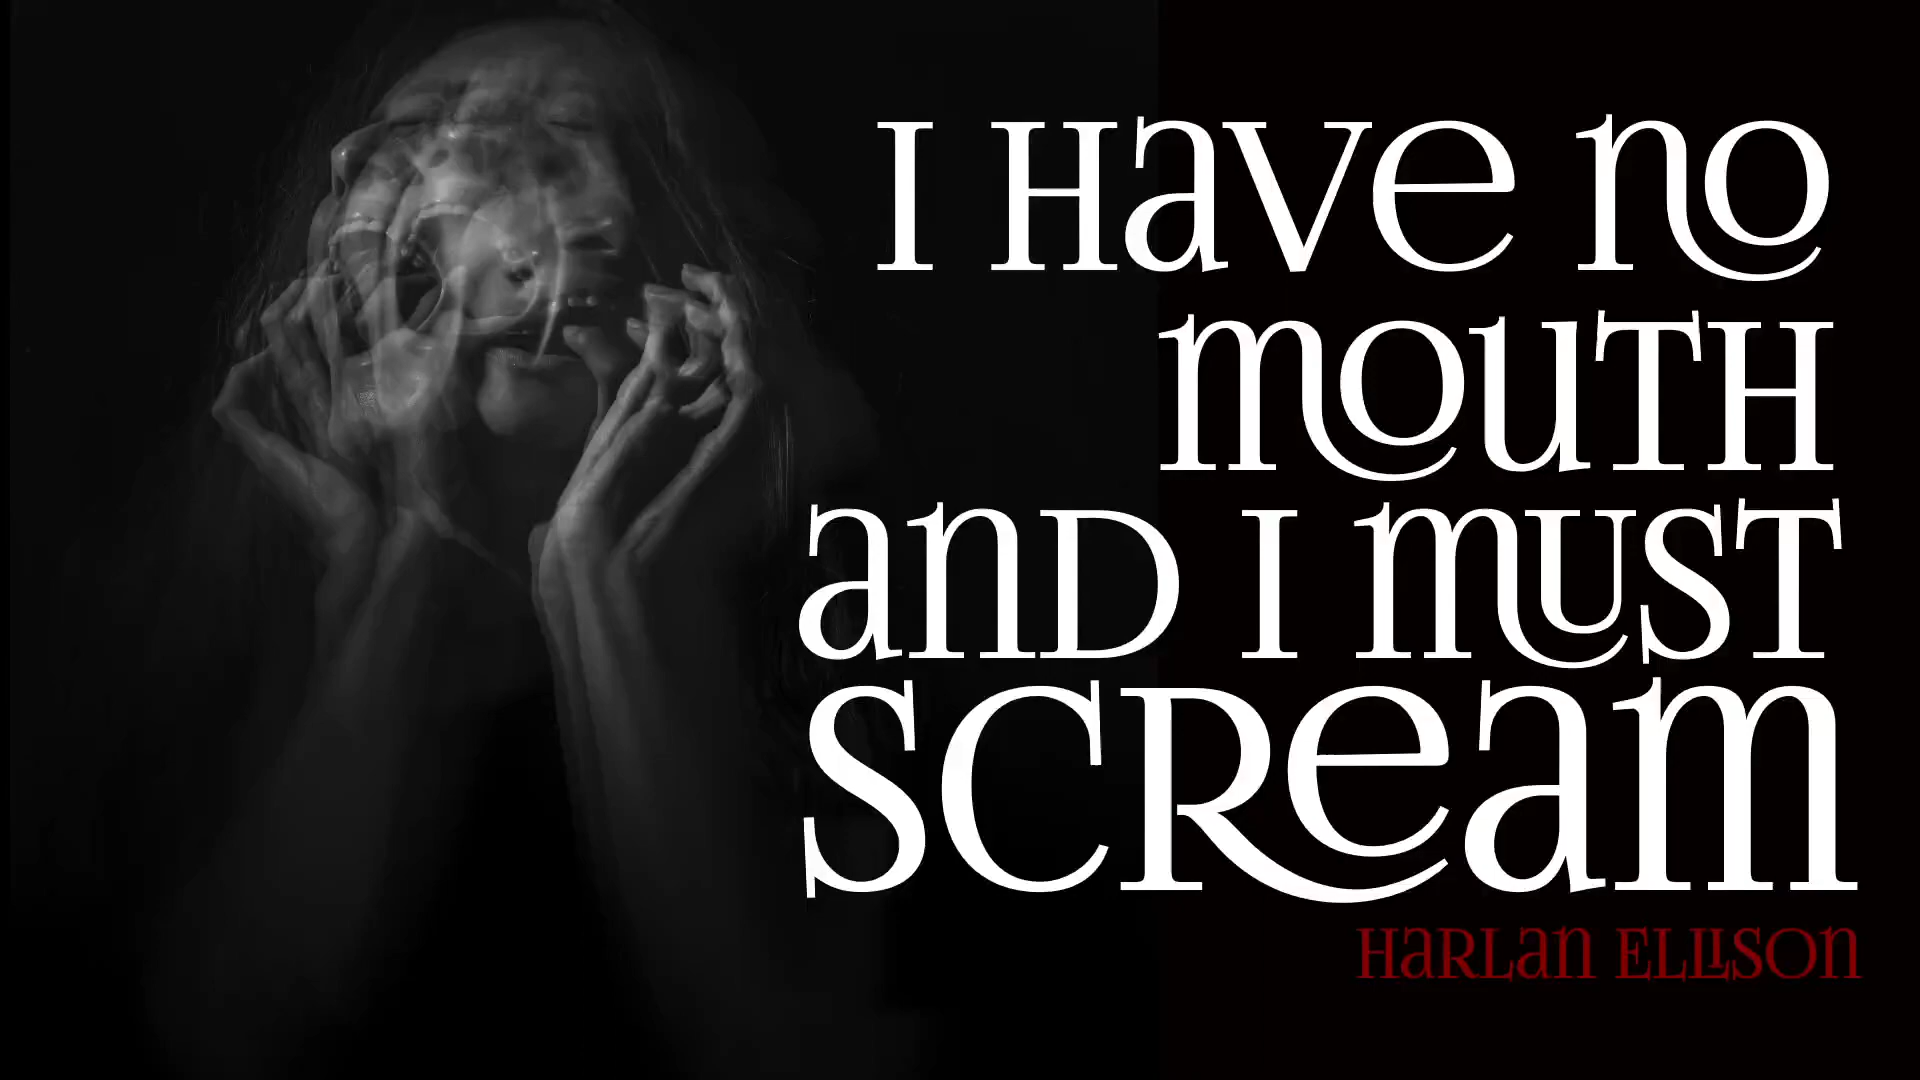 I Have no
mouTH
anD I must
SCReam
HaRLan eLLISon